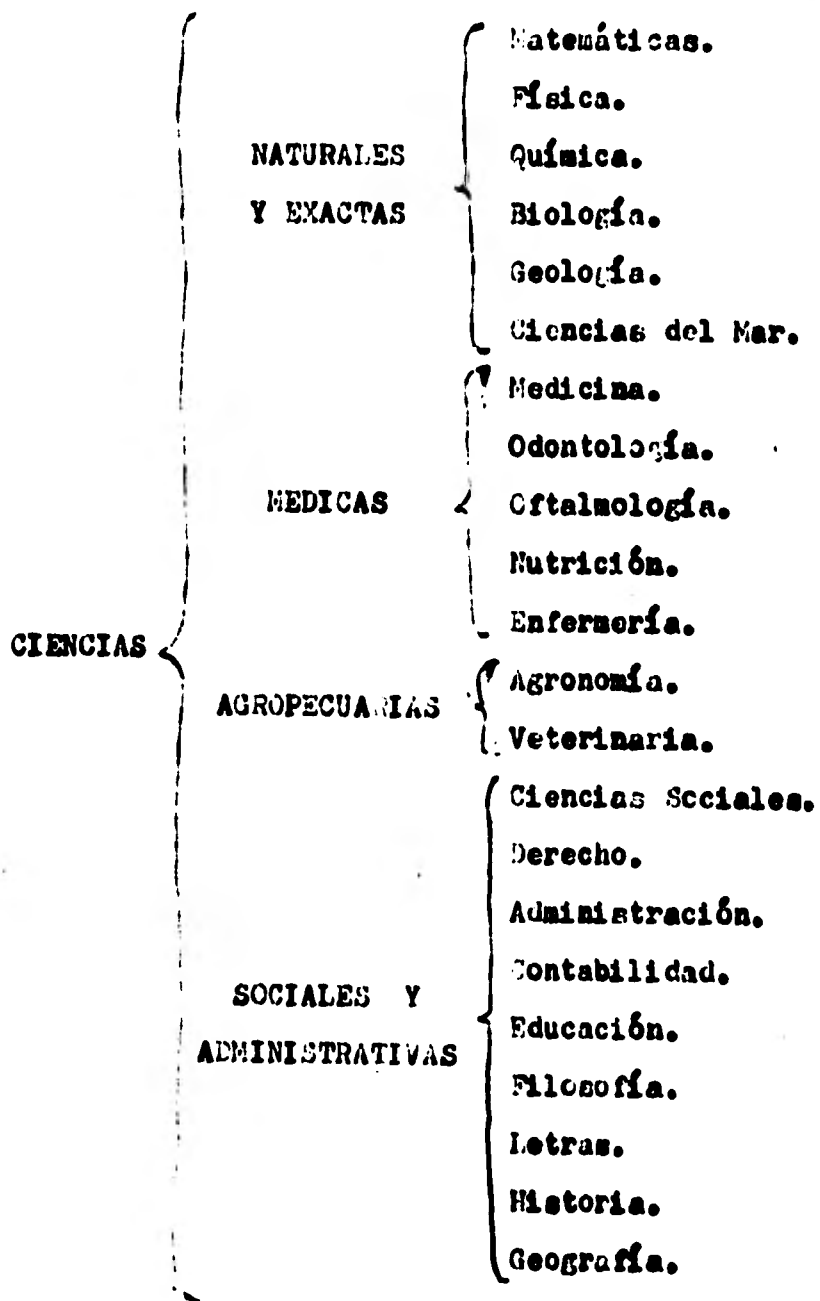 Matemáticas.
Física.
NATURALES
Química.
Y EXACTAS
Biología.
Geología.
Ciencias del Mar.
Medicina.
Odontología.
MEDICAS
Oftalmología.
Nutrición.
Enfermería.
CIENCIAS
Agronomía.
AGROPECUARIAS
Veterinaria.
Ciencias Sociales.
Derecho.
Administración.
Contabilidad.
SOCIALES Y
Educación.
ADMINISTRATIVAS
Filosofía.
Letras.
Historia.
Geografía.